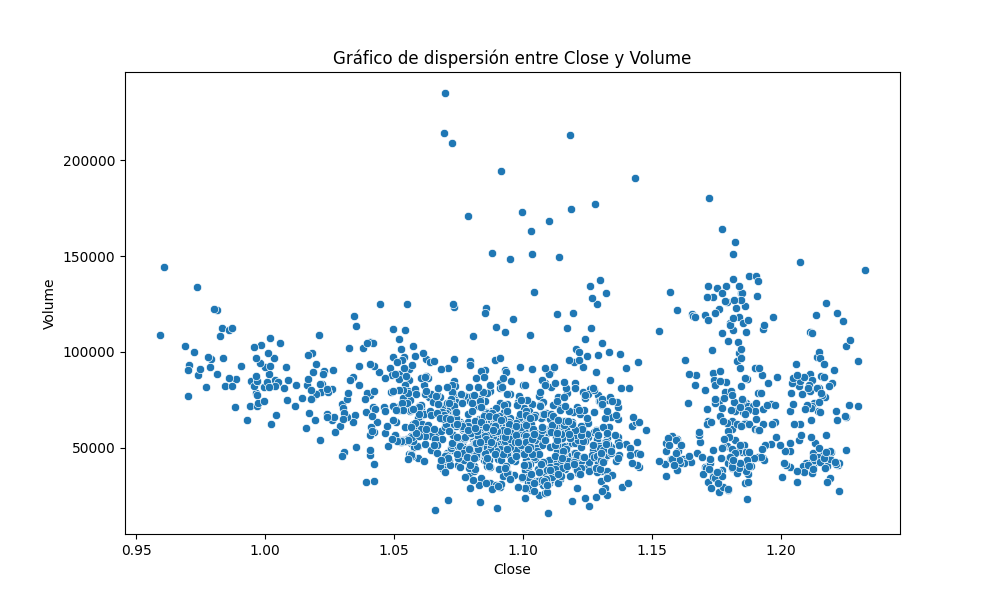 Gráfico de dispersión entre Close y Volume
Volume
200000
150000
100000
50000
0.95 1.00 1.05 1.10 1.15 1.20
Close